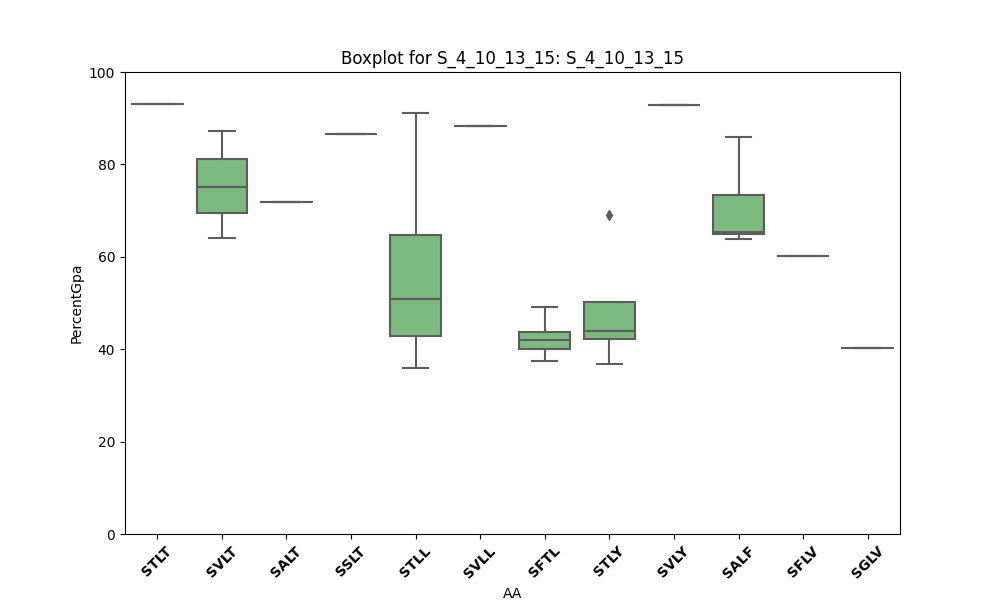 Boxplot for S_4_10_13_15: S_4_10_13_15
PercentGpa
100
80
60
40
20
0
STLT SVLT SALT SSLT STLL SVLL SFTL STLY SVLY SALF SFLV SGLV
AA